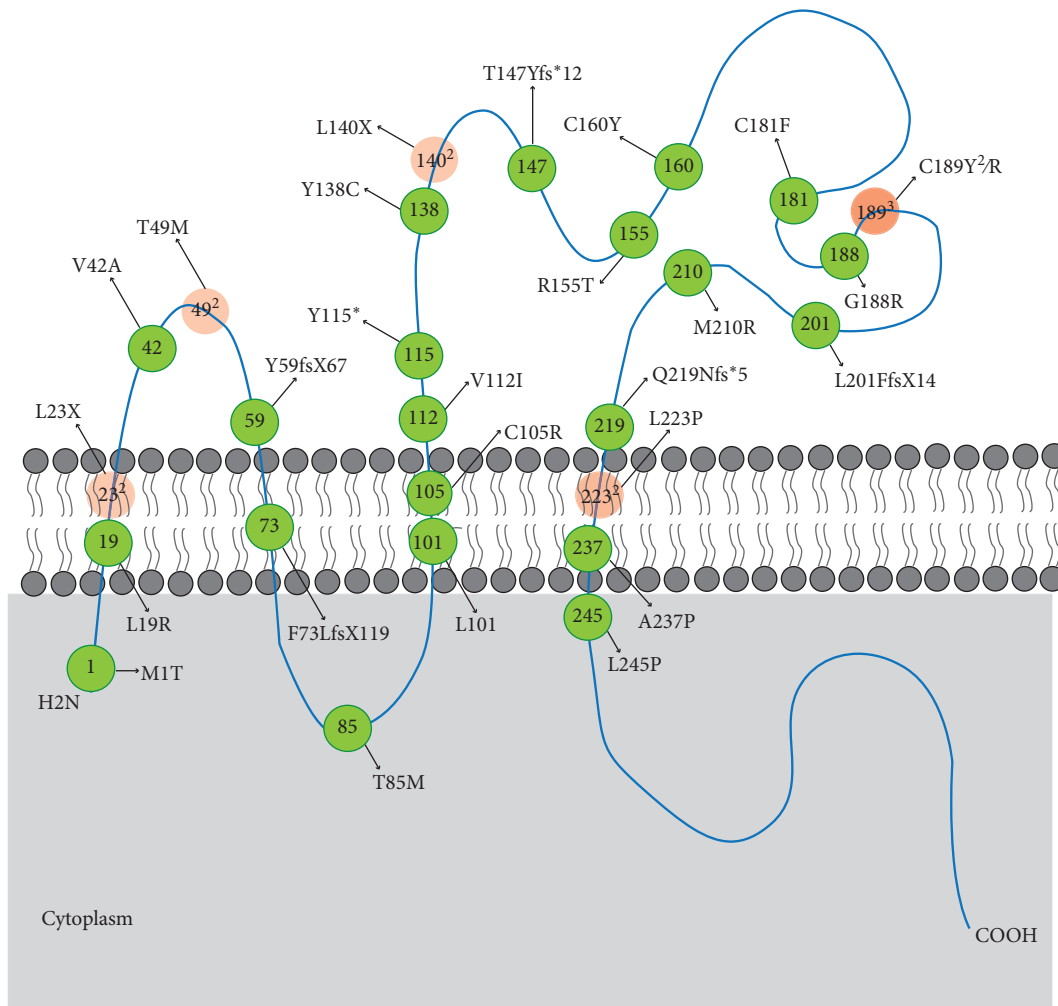 T147Yfs*12
L140X
C160Y
C181F
140²
147
160
C189Y²/R
Y138C
181
138
189³
T49M
155
188
V42A
R155T
210
G188R
49²
M210R
201
42
Y115*
115
L201FfsX14
Y59fsX67
V112I
Q219Nfs*5
L23X
59
112
219
L223P
C105R
23²
105
223²
19
73
101
237
L19R
F73LfsX119
L101
A237P
245
1
M1T
L245P
H2N
85
T85M
Cytoplasm
COOH